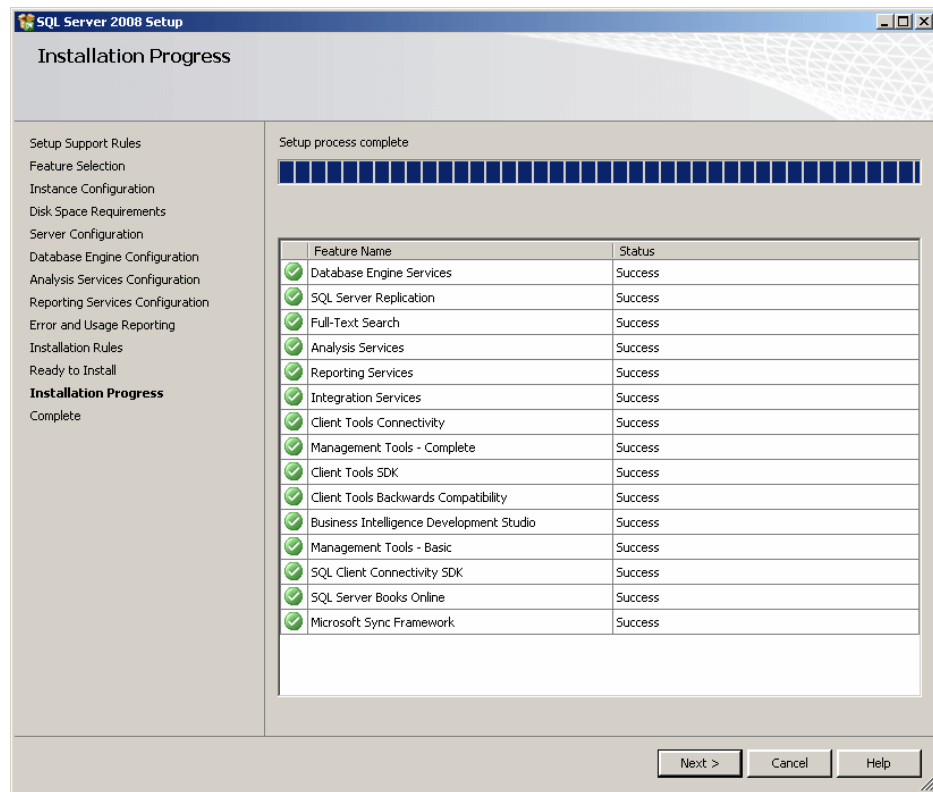 SQL Server 2008 Setup
Installation Progress
Setup Support Rules
Feature Selection
Instance Configuration
Disk Space Requirements
Server Configuration
Database Engine Configuration
Analysis Services Configuration
Reporting Services Configuration
Error and Usage Reporting
Installation Rules
Ready to Install
Installation Progress
Complete
Setup process complete
Feature Name Status
Database Engine Services Success
SQL Server Replication Success
Full-Text Search Success
Analysis Services Success
Reporting Services Success
Integration Services Success
Client Tools Connectivity Success
Management Tools - Complete Success
Client Tools SDK Success
Client Tools Backwards Compatibility Success
Business Intelligence Development Studio Success
Management Tools - Basic Success
SQL Client Connectivity SDK Success
SQL Server Books Online Success
Microsoft Sync Framework Success
Next > Cancel Help